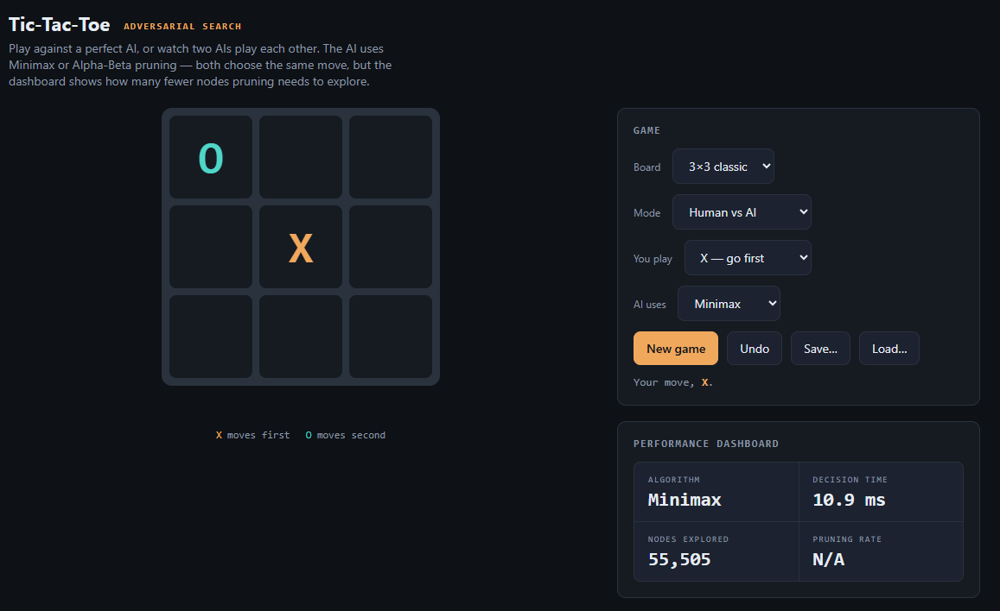 Tic-Tac-Toe ADVERSARIAL SEARCH
Play against a perfect AI, or watch two AIs play each other. The AI uses
Minimax or Alpha-Beta pruning — both choose the same move, but the
dashboard shows how many fewer nodes pruning needs to explore.
O
X
X moves first O moves second
GAME
Board 3×3 classic
Mode Human vs AI
You play X — go first
AI uses Minimax
New game Undo Save... Load...
Your move, X.
PERFORMANCE DASHBOARD
ALGORITHM DECISION TIME
Minimax 10.9 ms
NODES EXPLORED PRUNING RATE
55,505 N/A